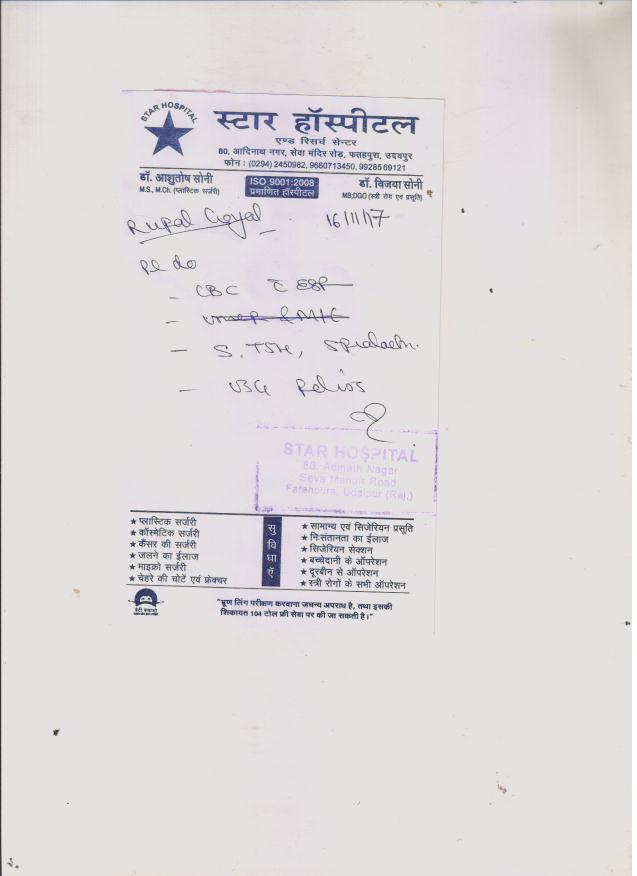 STAR HOSPITAL
स्टार हॉस्पीटल
एण्ड रिसर्च सेन्टर
80, आदिनाथ नगर, सेवा मंदिर रोड़, फतहपुरा, उदयपुर
फोन : (0294) 2450982, 9660713450, 9928569121
डॉ. आशुतोष सोनी
M.S., M.Ch. (प्लास्टिक सर्जरी)
ISO 9001:2008
प्रमाणित हॉस्पीटल
डॉ. विजया सोनी
MB;DGO (स्त्री रोग एवं प्रसूति)
Rupal Goyal 16/11/17
Pl do
- CBC c ESR
-
- S. TSH, S Prolactin.
- USG Pelvis
STAR HOSPITAL
80, Adinath Nagar
Seva Mandir Road
Fatehpura, Udaipur (Raj.)
★ प्लास्टिक सर्जरी
★ कॉस्मेटिक सर्जरी
★ कैंसर की सर्जरी
★ जलने का ईलाज
★ माइक्रो सर्जरी
★ चेहरे की चोटें एवं फ्रेक्चर
सुविधाएँ
★ सामान्य एवं सिजेरियन प्रसूति
★ निःसंतानता का ईलाज
★ सिजेरियन सेक्शन
★ बच्चेदानी के ऑपरेशन
★ दूरबीन से ऑपरेशन
★ स्त्री रोगों के सभी ऑपरेशन
बेटी बचाओ
"भ्रूण लिंग परीक्षण करवाना जघन्य अपराध है, तथा इसकी
शिकायत 104 टोल फ्री सेवा पर की जा सकती है।"